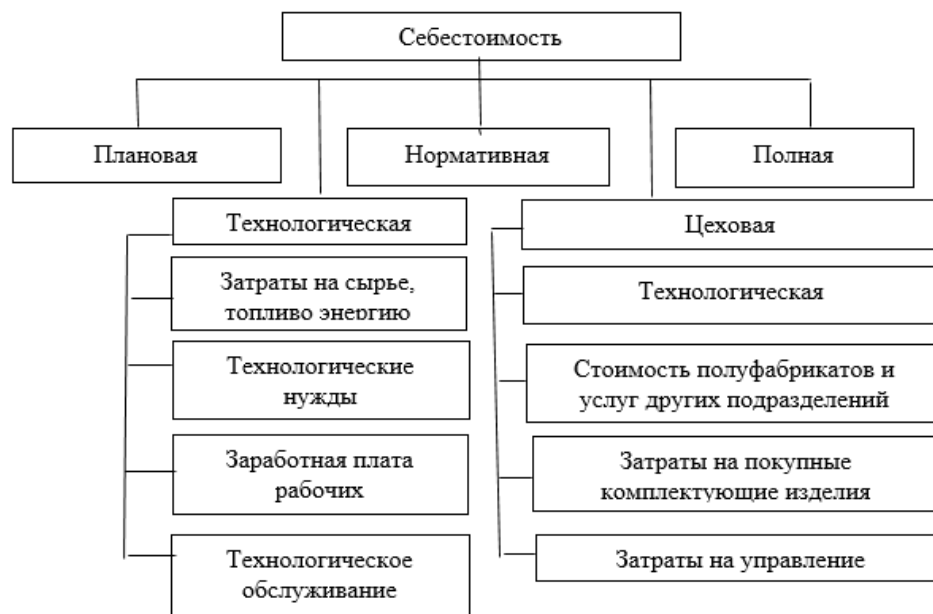 Себестоимость
Плановая
Нормативная
Полная
Технологическая
Затраты на сырье,
топливо энергию
Технологические
нужды
Заработная плата
рабочих
Технологическое
обслуживание
Цеховая
Технологическая
Стоимость полуфабрикатов и
услуг других подразделений
Затраты на покупные
комплектующие изделия
Затраты на управление